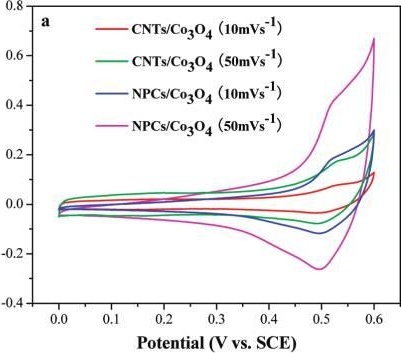 0.8
a
CNTs/Co3O4 (10mVs-1)
0.6
CNTs/Co3O4 (50mVs-1)
NPCs/Co3O4 (10mVs-1)
0.4
NPCs/Co3O4 (50mVs-1)
0.2
0.0
-0.2
-0.4
0.0 0.1 0.2 0.3 0.4 0.5 0.6
Potential (V vs. SCE)